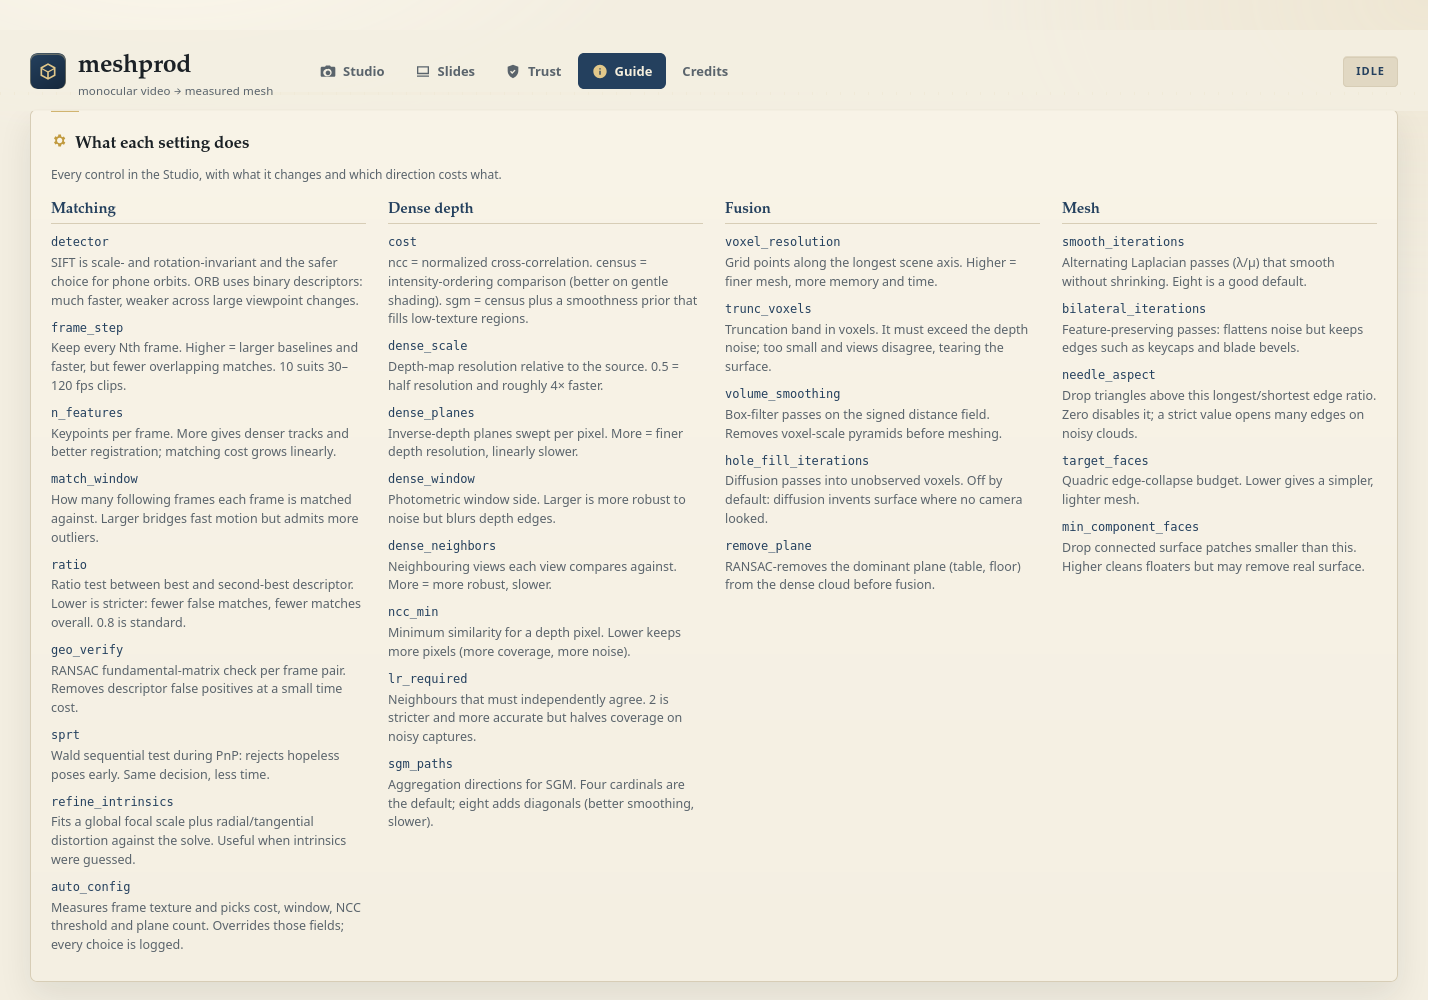 meshprod
monocular video → measured mesh
Studio
Slides
Trust
Guide
Credits
IDLE
What each setting does
Every control in the Studio, with what it changes and which direction costs what.
Matching
detector
SIFT is scale- and rotation-invariant and the safer
choice for phone orbits. ORB uses binary descriptors:
much faster, weaker across large viewpoint changes.
frame_step
Keep every Nth frame. Higher = larger baselines and
faster, but fewer overlapping matches. 10 suits 30–
120 fps clips.
n_features
Keypoints per frame. More gives denser tracks and
better registration; matching cost grows linearly.
match_window
How many following frames each frame is matched
against. Larger bridges fast motion but admits more
outliers.
ratio
Ratio test between best and second-best descriptor.
Lower is stricter: fewer false matches, fewer matches
overall. 0.8 is standard.
geo_verify
RANSAC fundamental-matrix check per frame pair.
Removes descriptor false positives at a small time
cost.
sprt
Wald sequential test during PnP: rejects hopeless
poses early. Same decision, less time.
refine_intrinsics
Fits a global focal scale plus radial/tangential
distortion against the solve. Useful when intrinsics
were guessed.
auto_config
Measures frame texture and picks cost, window, NCC
threshold and plane count. Overrides those fields;
every choice is logged.
Dense depth
cost
ncc = normalized cross-correlation. census =
intensity-ordering comparison (better on gentle
shading). sgm = census plus a smoothness prior that
fills low-texture regions.
dense_scale
Depth-map resolution relative to the source. 0.5 =
half resolution and roughly 4× faster.
dense_planes
Inverse-depth planes swept per pixel. More = finer
depth resolution, linearly slower.
dense_window
Photometric window side. Larger is more robust to
noise but blurs depth edges.
dense_neighbors
Neighbouring views each view compares against.
More = more robust, slower.
ncc_min
Minimum similarity for a depth pixel. Lower keeps
more pixels (more coverage, more noise).
lr_required
Neighbours that must independently agree. 2 is
stricter and more accurate but halves coverage on
noisy captures.
sgm_paths
Aggregation directions for SGM. Four cardinals are
the default; eight adds diagonals (better smoothing,
slower).
Fusion
voxel_resolution
Grid points along the longest scene axis. Higher =
finer mesh, more memory and time.
trunc_voxels
Truncation band in voxels. It must exceed the depth
noise; too small and views disagree, tearing the
surface.
volume_smoothing
Box-filter passes on the signed distance field.
Removes voxel-scale pyramids before meshing.
hole_fill_iterations
Diffusion passes into unobserved voxels. Off by
default: diffusion invents surface where no camera
looked.
remove_plane
RANSAC-removes the dominant plane (table, floor)
from the dense cloud before fusion.
Mesh
smooth_iterations
Alternating Laplacian passes (λ/μ) that smooth
without shrinking. Eight is a good default.
bilateral_iterations
Feature-preserving passes: flattens noise but keeps
edges such as keycaps and blade bevels.
needle_aspect
Drop triangles above this longest/shortest edge ratio.
Zero disables it; a strict value opens many edges on
noisy clouds.
target_faces
Quadric edge-collapse budget. Lower gives a simpler,
lighter mesh.
min_component_faces
Drop connected surface patches smaller than this.
Higher cleans floaters but may remove real surface.